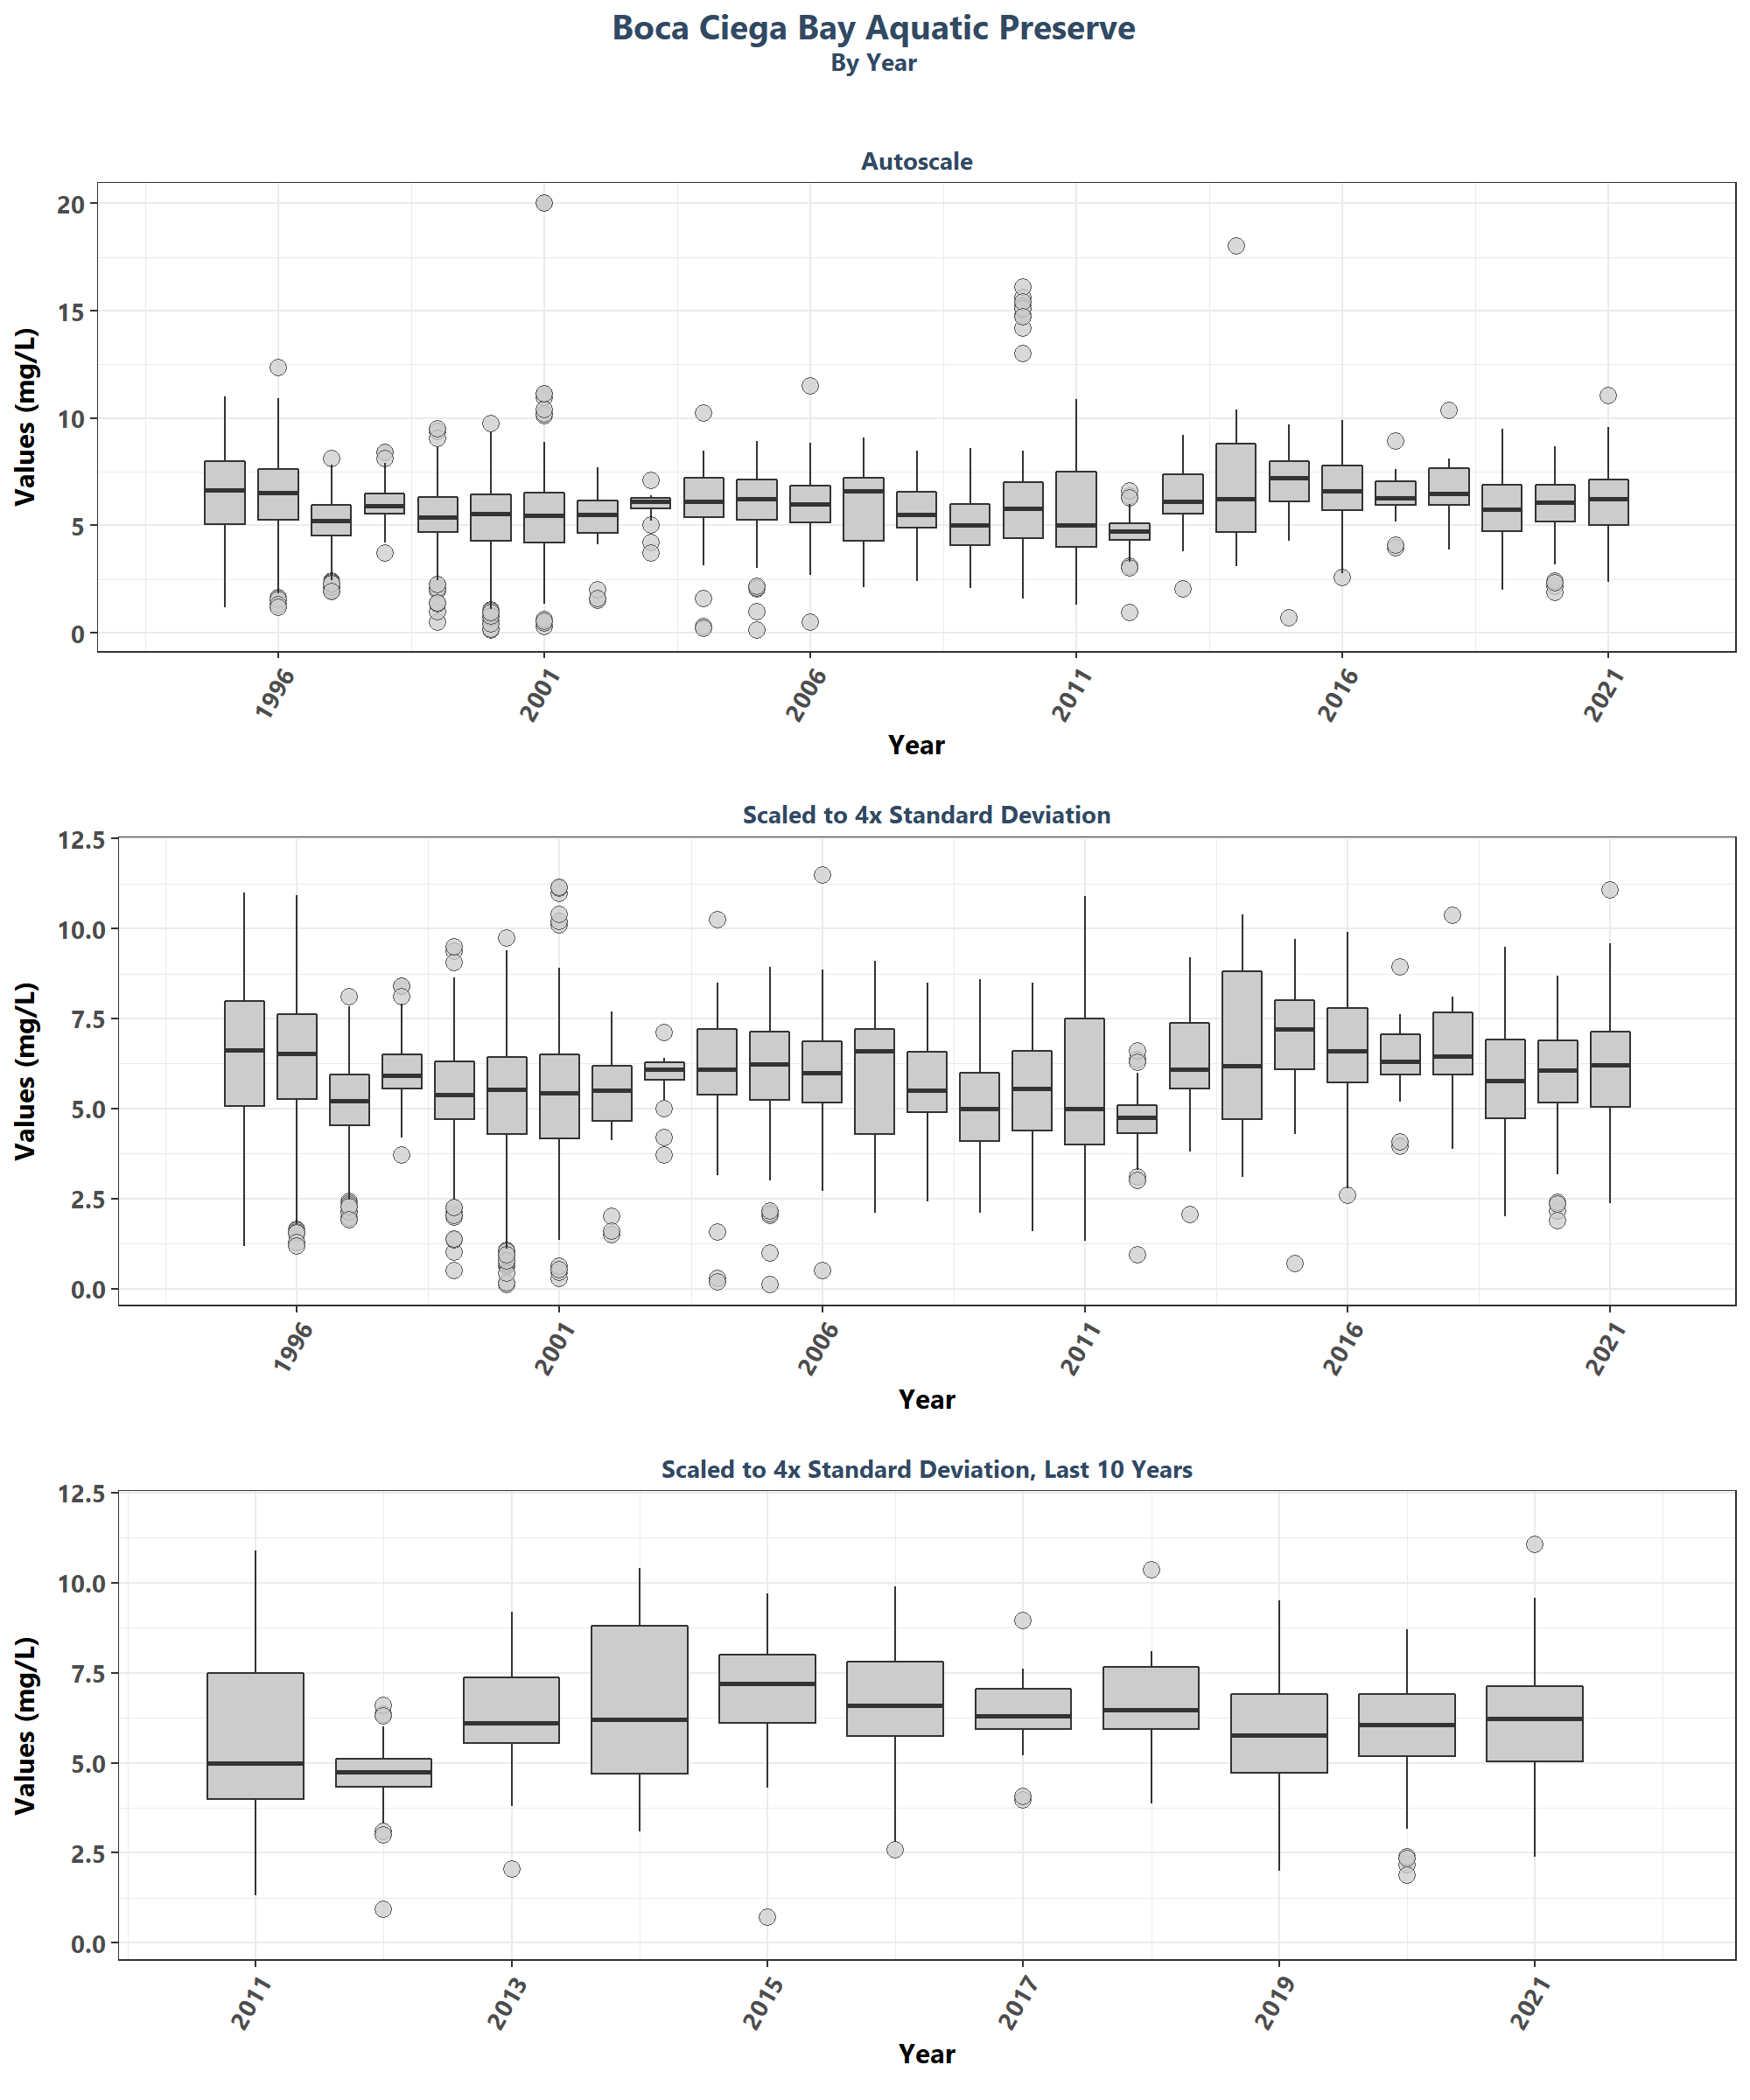 Boca Ciega Bay Aquatic Preserve
By Year
Autoscale
Values (mg/L)
20
15
10
5
0
1996 2001 2006 2011 2016 2021
Year
Scaled to 4x Standard Deviation
Values (mg/L)
12.5
10.0
7.5
5.0
2.5
0.0
1996 2001 2006 2011 2016 2021
Year
Scaled to 4x Standard Deviation, Last 10 Years
Values (mg/L)
12.5
10.0
7.5
5.0
2.5
0.0
2011 2013 2015 2017 2019 2021
Year